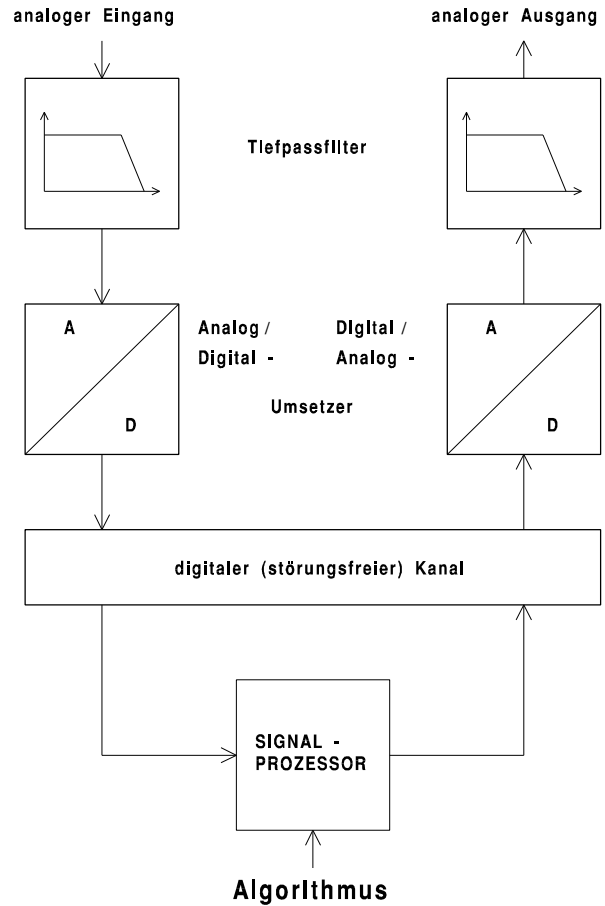 analoger Eingang
analoger Ausgang
Tiefpassfilter
A
D
Analog /
Digital -
Digital /
Analog -
Umsetzer
A
D
digitaler (störungsfreier) Kanal
SIGNAL -
PROZESSOR
Algorithmus